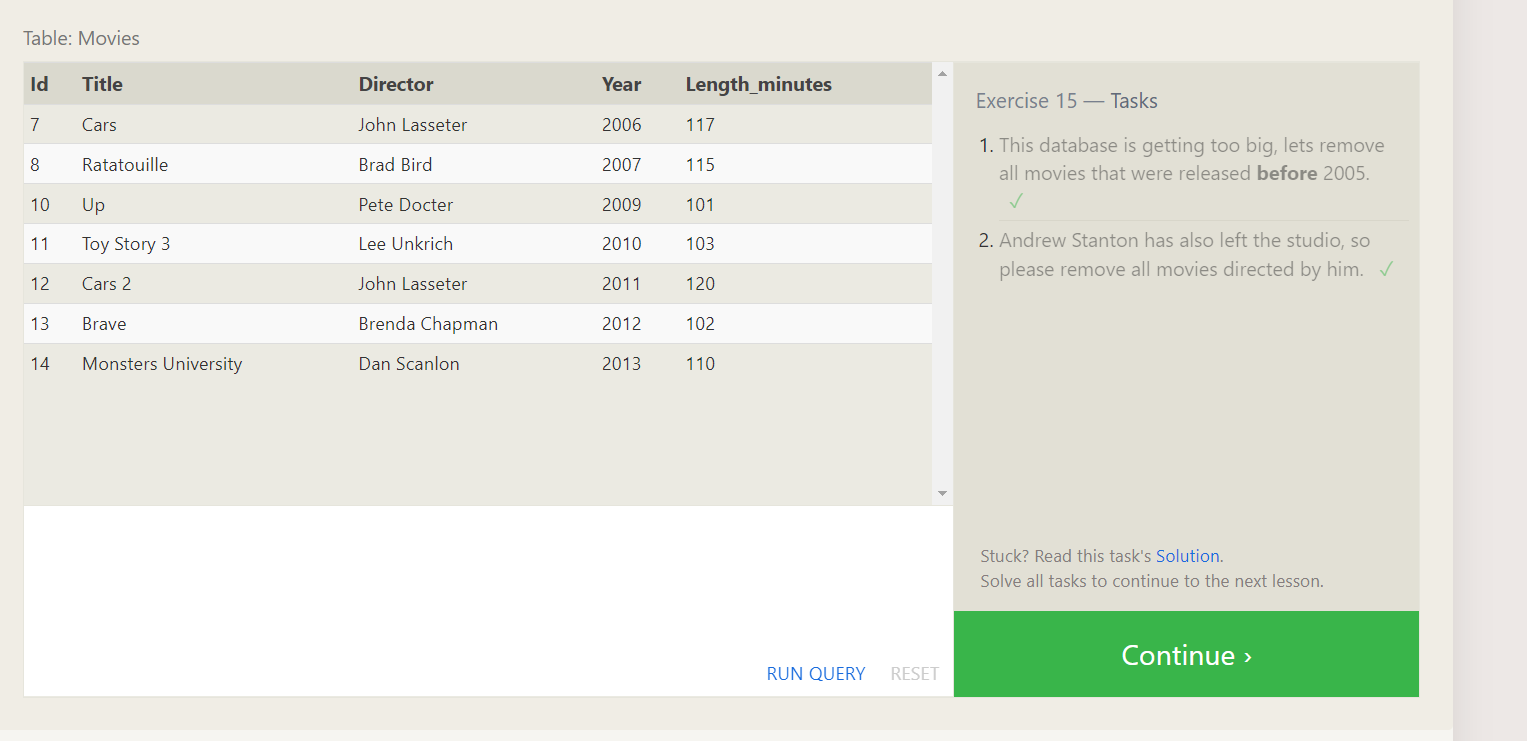 Table: Movies
Id Title Director Year Length_minutes
7 Cars John Lasseter 2006 117
8 Ratatouille Brad Bird 2007 115
10 Up Pete Docter 2009 101
11 Toy Story 3 Lee Unkrich 2010 103
12 Cars 2 John Lasseter 2011 120
13 Brave Brenda Chapman 2012 102
14 Monsters University Dan Scanlon 2013 110
RUN QUERY RESET
Exercise 15 — Tasks
1. This database is getting too big, lets remove
all movies that were released before 2005.
✓
2. Andrew Stanton has also left the studio, so
please remove all movies directed by him. ✓
Stuck? Read this task's Solution.
Solve all tasks to continue to the next lesson.
Continue ›